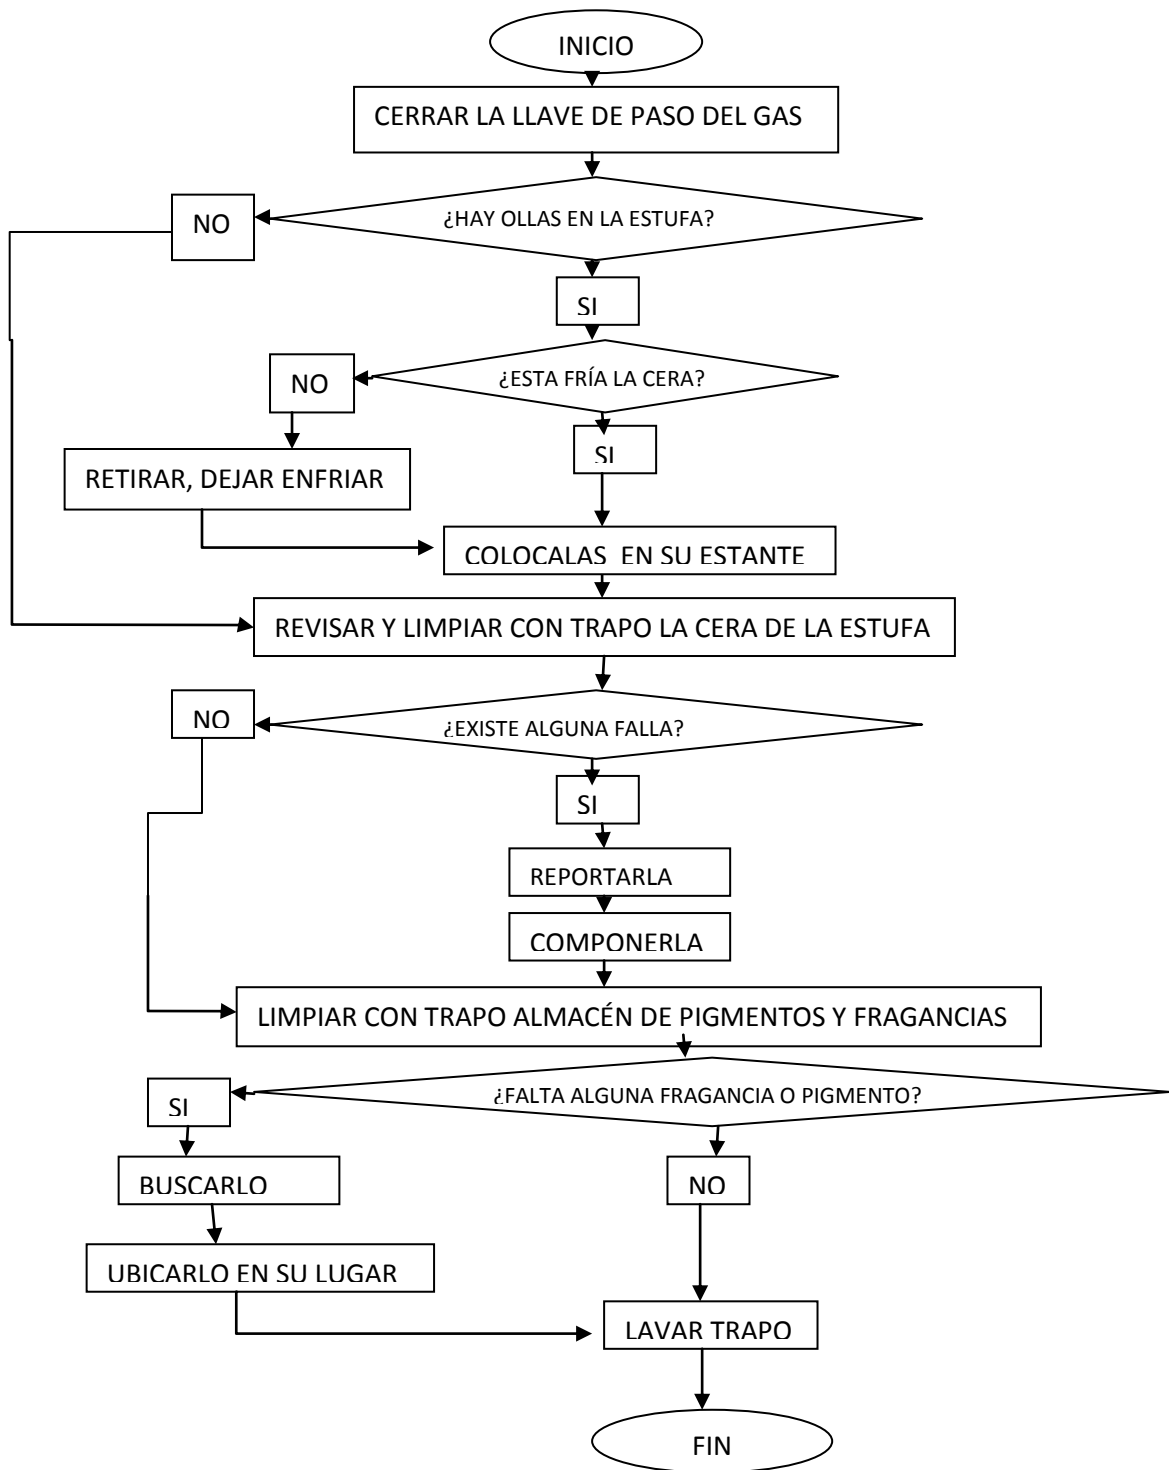 INICIO
CERRAR LA LLAVE DE PASO DEL GAS
¿HAY OLLAS EN LA ESTUFA?
NO
SI
¿ESTA FRÍA LA CERA?
NO
SI
RETIRAR, DEJAR ENFRIAR
COLOCALAS EN SU ESTANTE
REVISAR Y LIMPIAR CON TRAPO LA CERA DE LA ESTUFA
NO
¿EXISTE ALGUNA FALLA?
SI
REPORTARLA
COMPONERLA
LIMPIAR CON TRAPO ALMACÉN DE PIGMENTOS Y FRAGANCIAS
¿FALTA ALGUNA FRAGANCIA O PIGMENTO?
SI
BUSCARLO
NO
UBICARLO EN SU LUGAR
LAVAR TRAPO
FIN